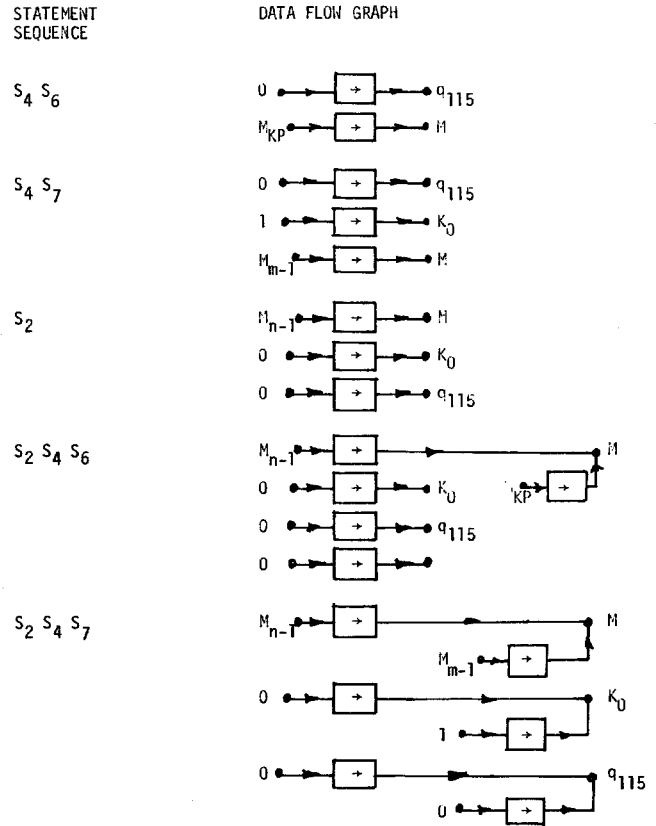 STATEMENT SEQUENCE
DATA FLOW GRAPH
S4 S6
0 → q115
MKP → M
S4 S7
0 → q115
1 → K0
Mm-1 → M
S2
Mn-1 → M
0 → K0
0 → q115
S2 S4 S6
Mn-1 → M
0 → K0
KP →
0 → q115
0 →
S2 S4 S7
Mn-1 → M
Mm-1 →
0 → K0
1 →
0 → q115
0 →